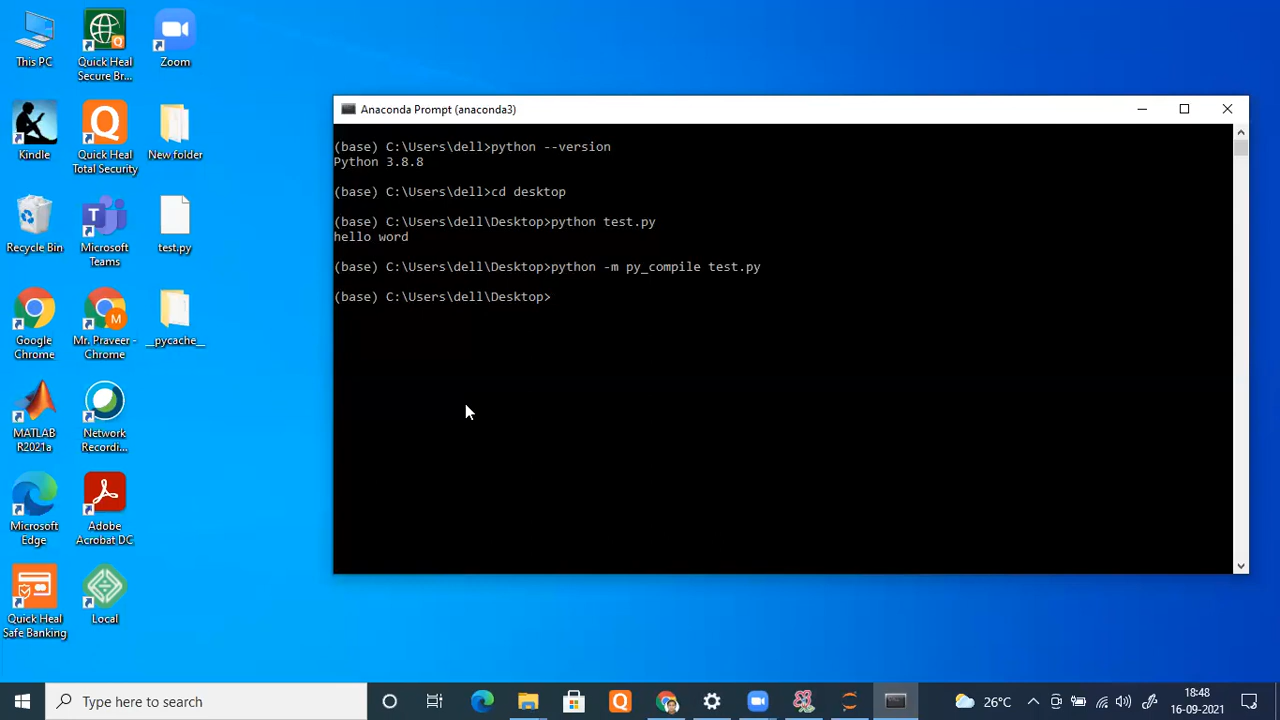 This PC
Quick Heal
Secure Br...
Zoom
Kindle
Quick Heal
Total Security
New folder
Recycle Bin
Microsoft
Teams
test.py
Google
Chrome
Mr. Praveer -
Chrome
__pycache__
MATLAB
R2021a
Network
Recordi...
Microsoft
Edge
Adobe
Acrobat DC
Quick Heal
Safe Banking
Local
Anaconda Prompt (anaconda3)
(base) C:\Users\dell>python --version
Python 3.8.8
(base) C:\Users\dell>cd desktop
(base) C:\Users\dell\Desktop>python test.py
hello word
(base) C:\Users\dell\Desktop>python -m py_compile test.py
(base) C:\Users\dell\Desktop>
Type here to search
26°C
18:48
16-09-2021